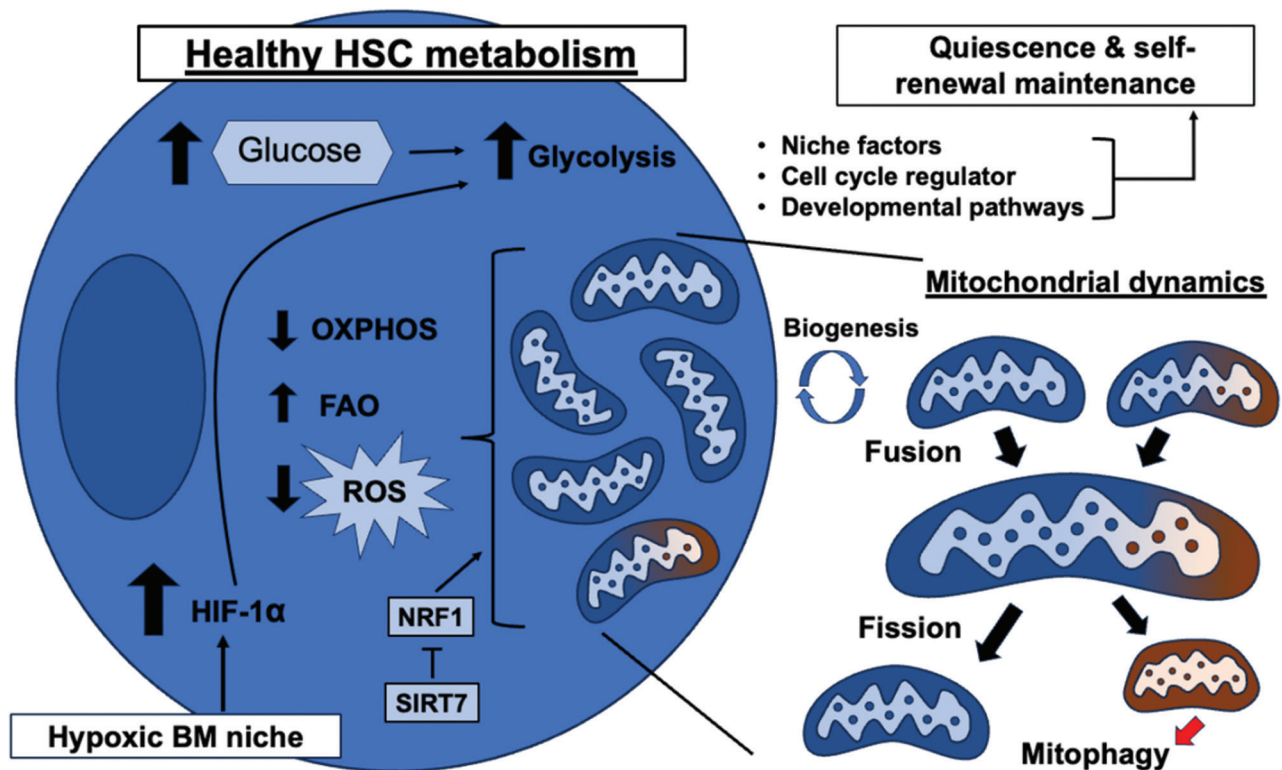 Healthy HSC metabolism
Quiescence & self-
renewal maintenance
Glucose
Glycolysis
• Niche factors
• Cell cycle regulator
• Developmental pathways
OXPHOS
FAO
ROS
HIF-1α
NRF1
SIRT7
Hypoxic BM niche
Mitochondrial dynamics
Biogenesis
Fusion
Fission
Mitophagy